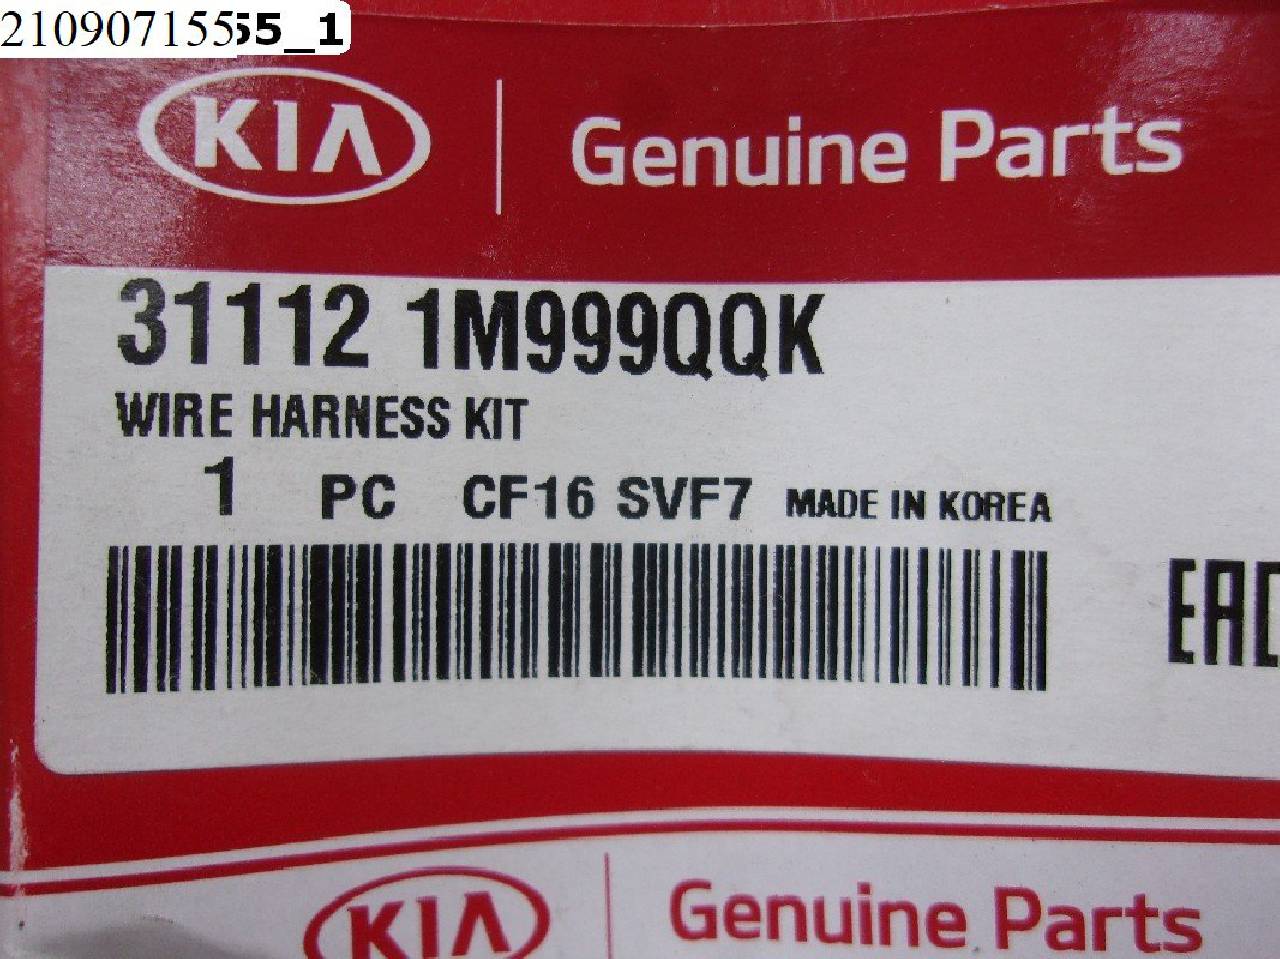 21090715555_1
KIA Genuine Parts
31112 1M999QQK
WIRE HARNESS KIT
1 PC CF16 SVF7 MADE IN KOREA
EAC
KIA Genuine Parts